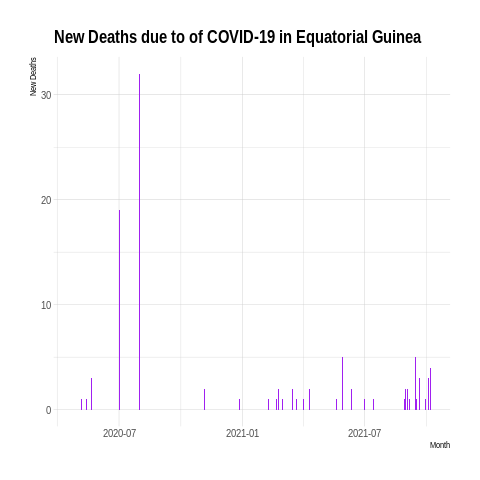 New Deaths due to of COVID-19 in Equatorial Guinea
New Deaths
30
20
10
0
2020-07 2021-01 2021-07
Month